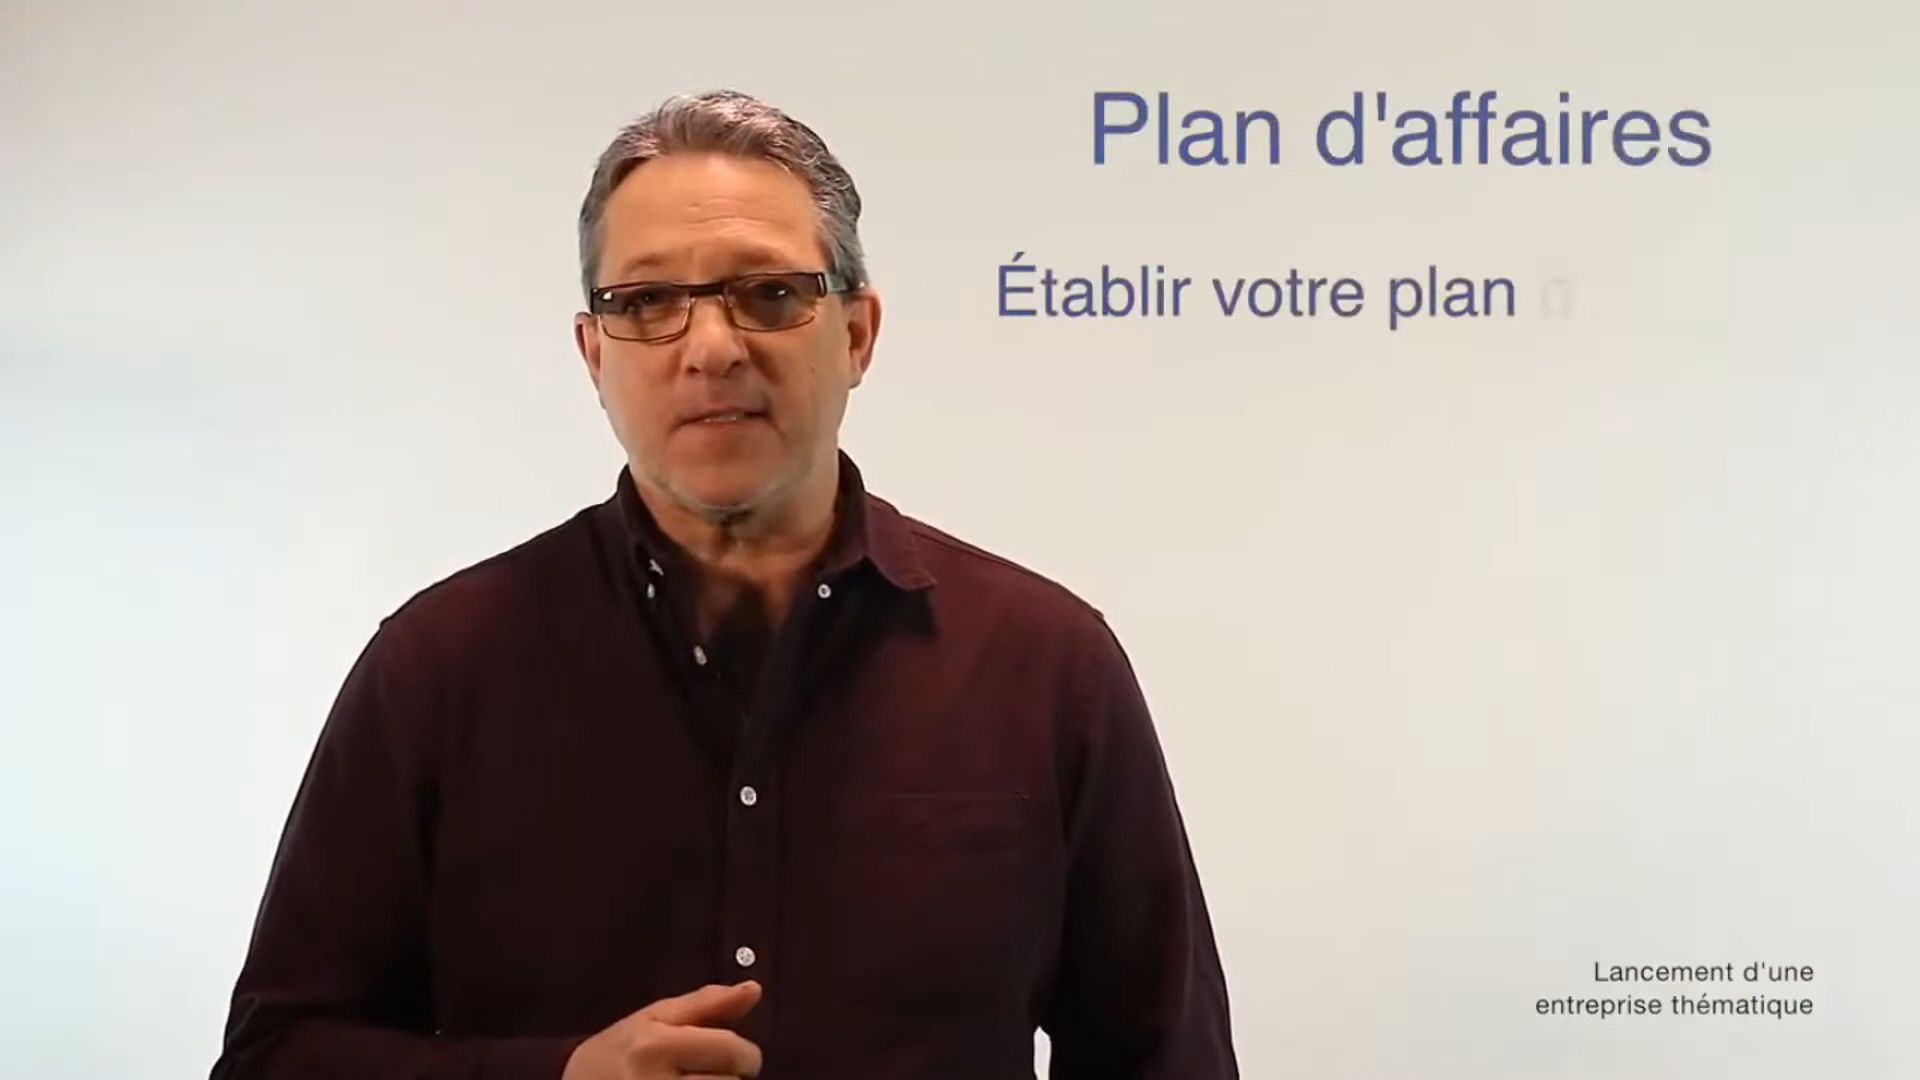 Plan d'affaires
Établir votre plan
Lancement d'une
entreprise thématique